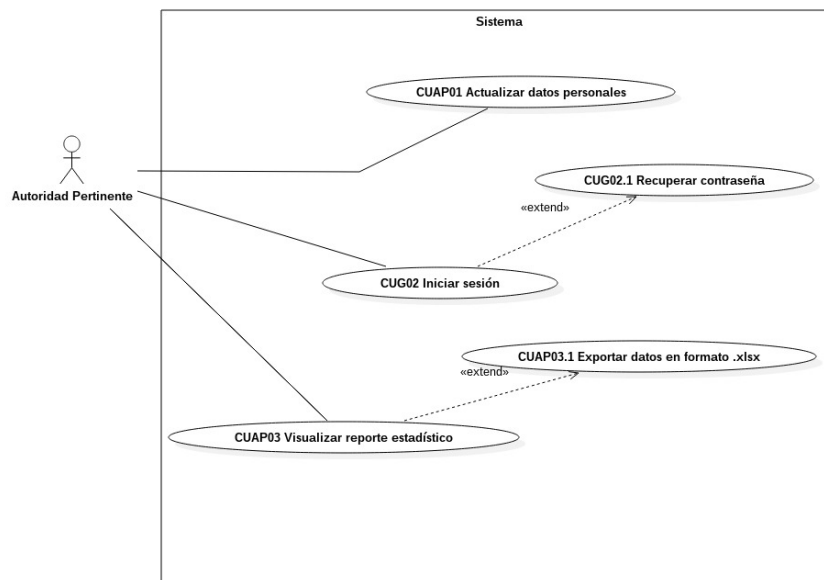 Sistema
CUAP01 Actualizar datos personales
CUG02.1 Recuperar contraseña
Autoridad Pertinente
«extend»
CUG02 Iniciar sesión
CUAP03.1 Exportar datos en formato .xlsx
«extend»
CUAP03 Visualizar reporte estadístico